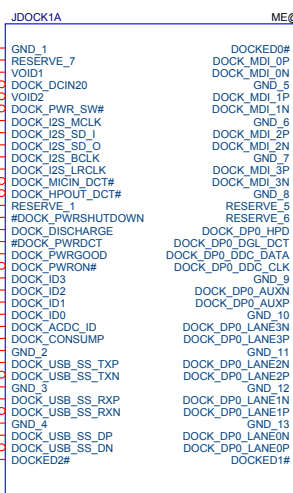 JDOCK1A ME@
GND_1 DOCKED0#
RESERVE_7 DOCK_MDI_0P
VOID1 DOCK_MDI_0N
DOCK_DCIN20 GND_5
VOID2 DOCK_MDI_1P
DOCK_PWR_SW# DOCK_MDI_1N
DOCK_I2S_MCLK GND_6
DOCK_I2S_SD_I DOCK_MDI_2P
DOCK_I2S_SD_O DOCK_MDI_2N
DOCK_I2S_BCLK GND_7
DOCK_I2S_LRCLK DOCK_MDI_3P
DOCK_MICIN_DCT# DOCK_MDI_3N
DOCK_HPOUT_DCT# GND_8
RESERVE_1 RESERVE_5
#DOCK_PWRSHUTDOWN RESERVE_6
DOCK_DISCHARGE DOCK_DP0_HPD
#DOCK_PWRDCT DOCK_DP0_DGL_DCT
DOCK_PWRGOOD DOCK_DP0_DDC_DATA
DOCK_PWRON# DOCK_DP0_DDC_CLK
DOCK_ID3 GND_9
DOCK_ID2 DOCK_DP0_AUXN
DOCK_ID1 DOCK_DP0_AUXP
DOCK_ID0 GND_10
DOCK_ACDC_ID DOCK_DP0_LANE3N
DOCK_CONSUMP DOCK_DP0_LANE3P
GND_2 GND_11
DOCK_USB_SS_TXP DOCK_DP0_LANE2N
DOCK_USB_SS_TXN DOCK_DP0_LANE2P
GND_3 GND_12
DOCK_USB_SS_RXP DOCK_DP0_LANE1N
DOCK_USB_SS_RXN DOCK_DP0_LANE1P
GND_4 GND_13
DOCK_USB_SS_DP DOCK_DP0_LANE0N
DOCK_USB_SS_DN DOCK_DP0_LANE0P
DOCKED2# DOCKED1#